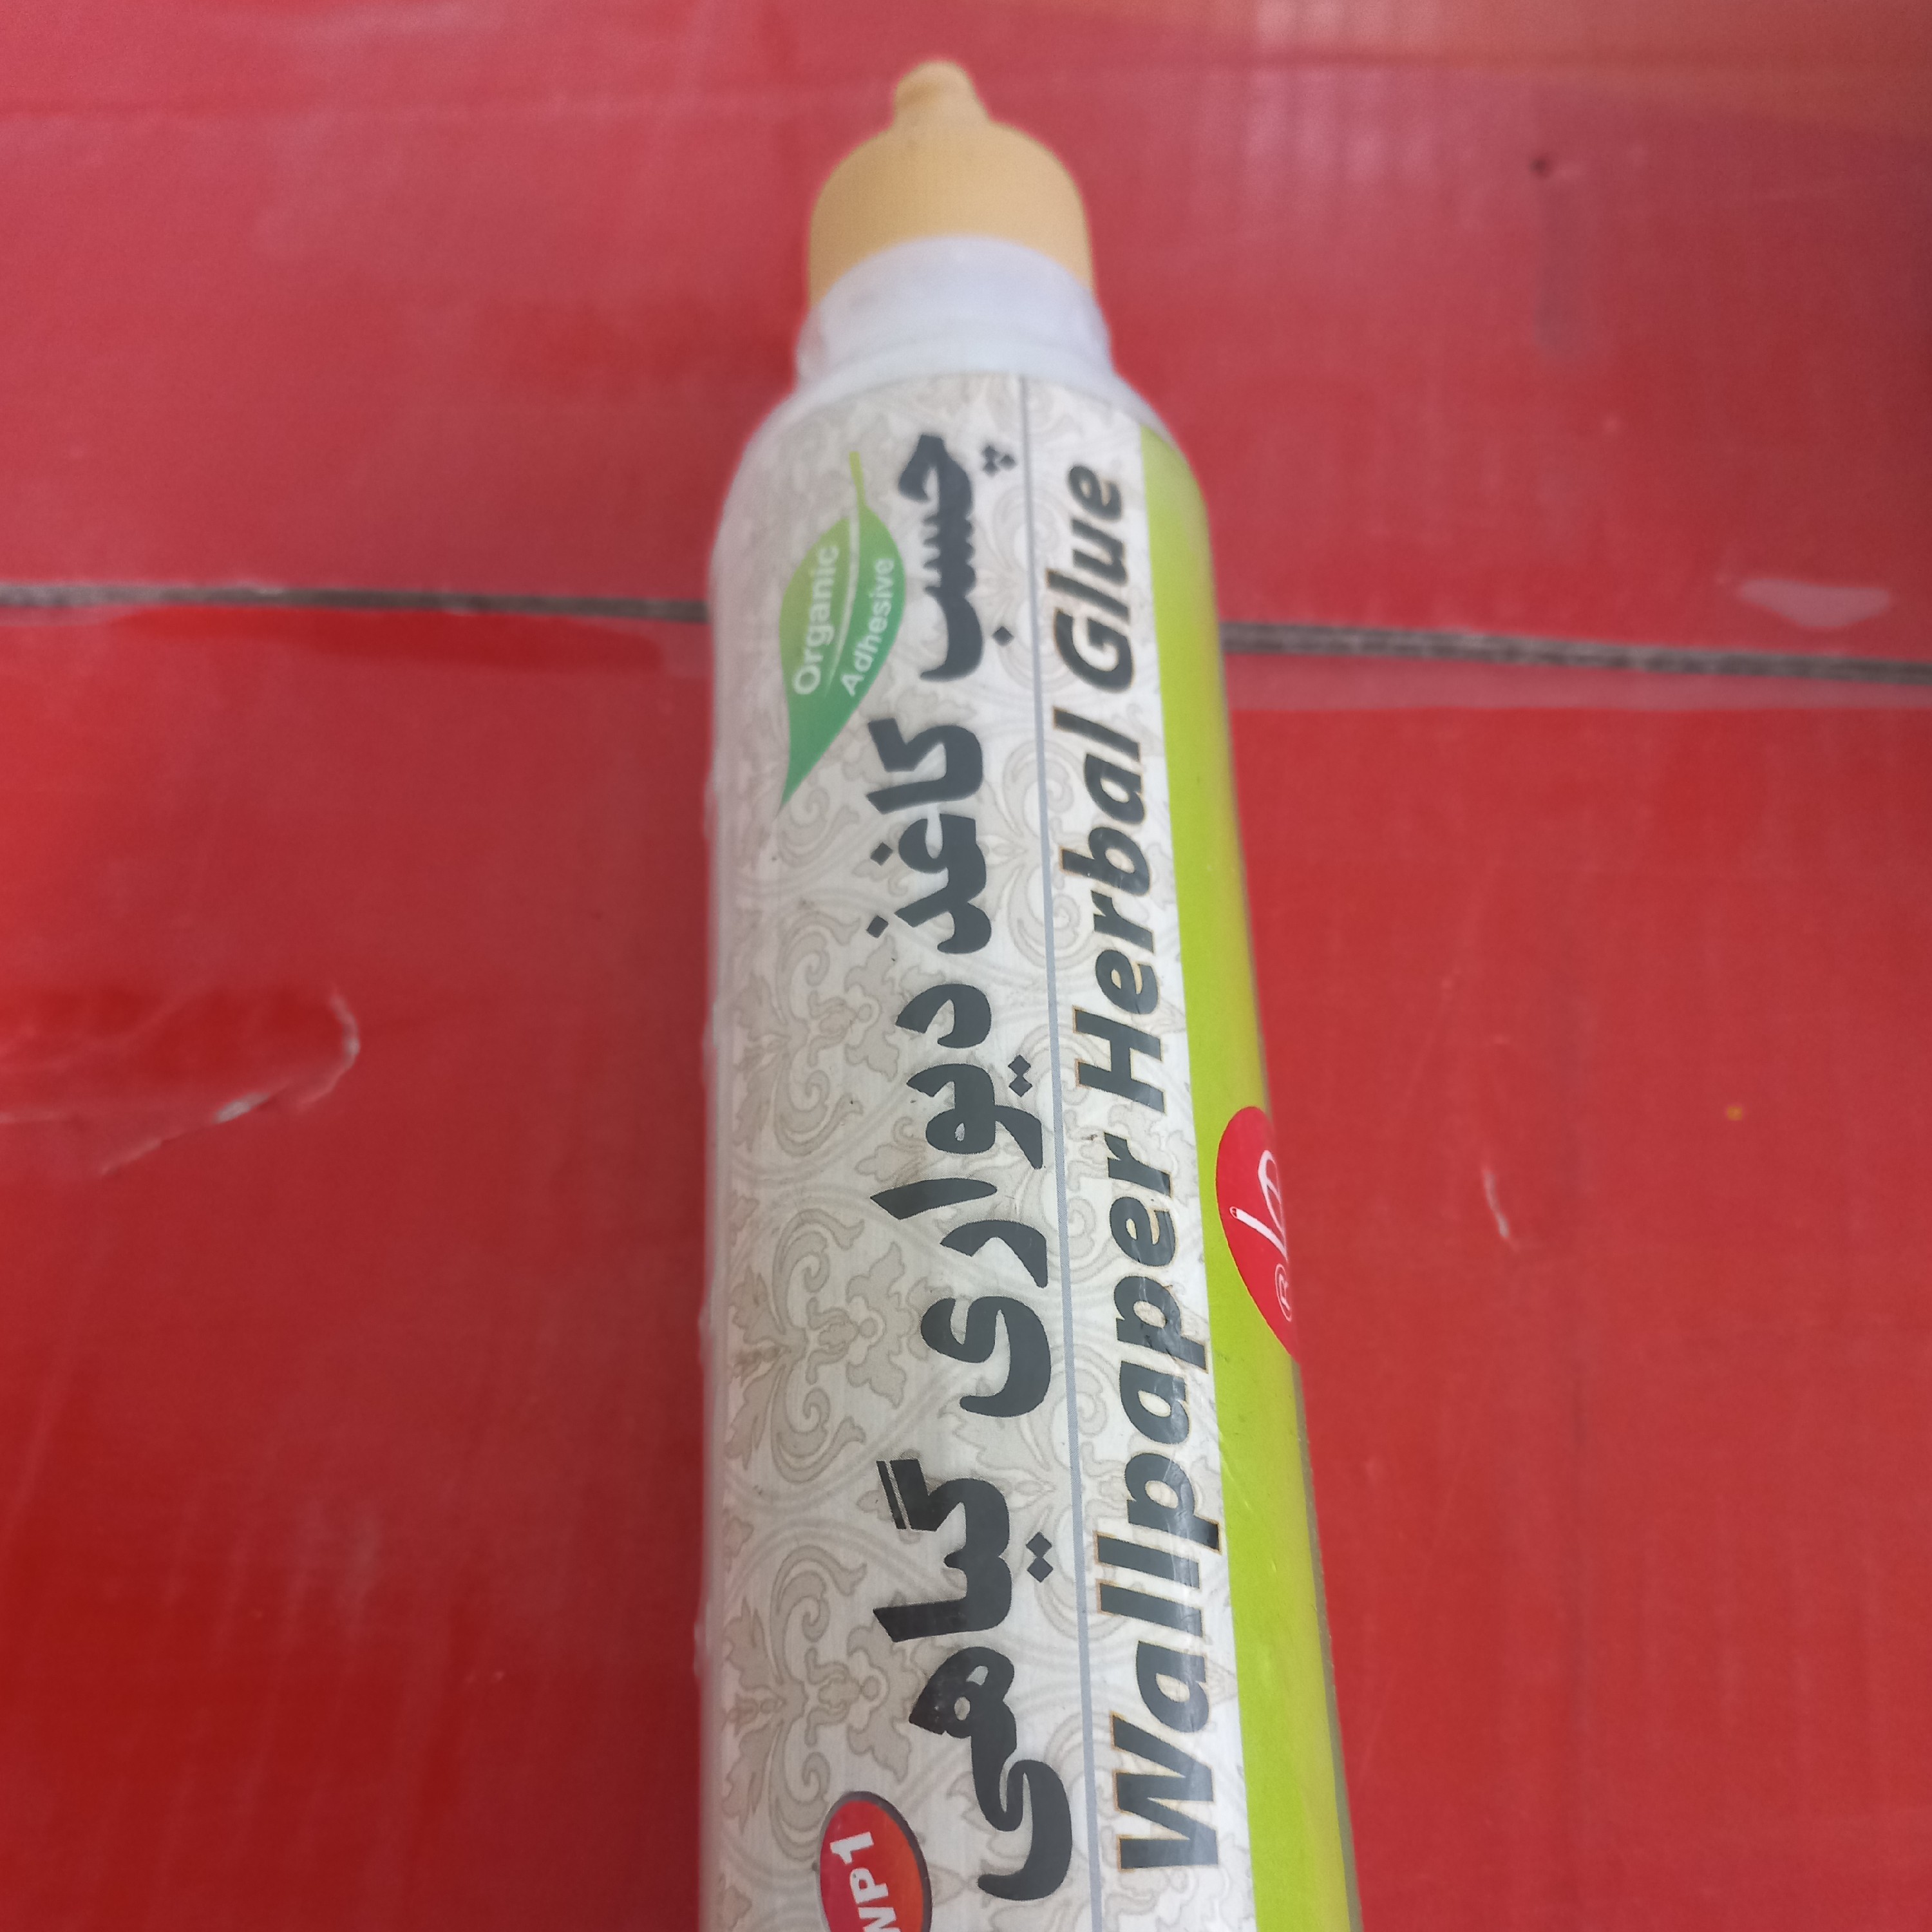 Organic
Adhesive
چسب کاغذ دیواری گیاهی
Wallpaper Herbal Glue
WP1
®